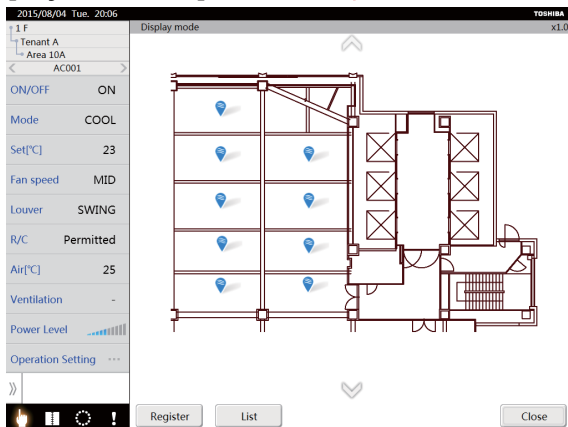 2015/08/04 Tue. 20:06
TOSHIBA
1 F
Tenant A
Area 10A
< AC001 >
Display mode
x1.0
ON/OFF ON
Mode COOL
Set[℃] 23
Fan speed MID
Louver SWING
R/C Permitted
Air[℃] 25
Ventilation -
Power Level
Operation Setting ...
Register
List
Close